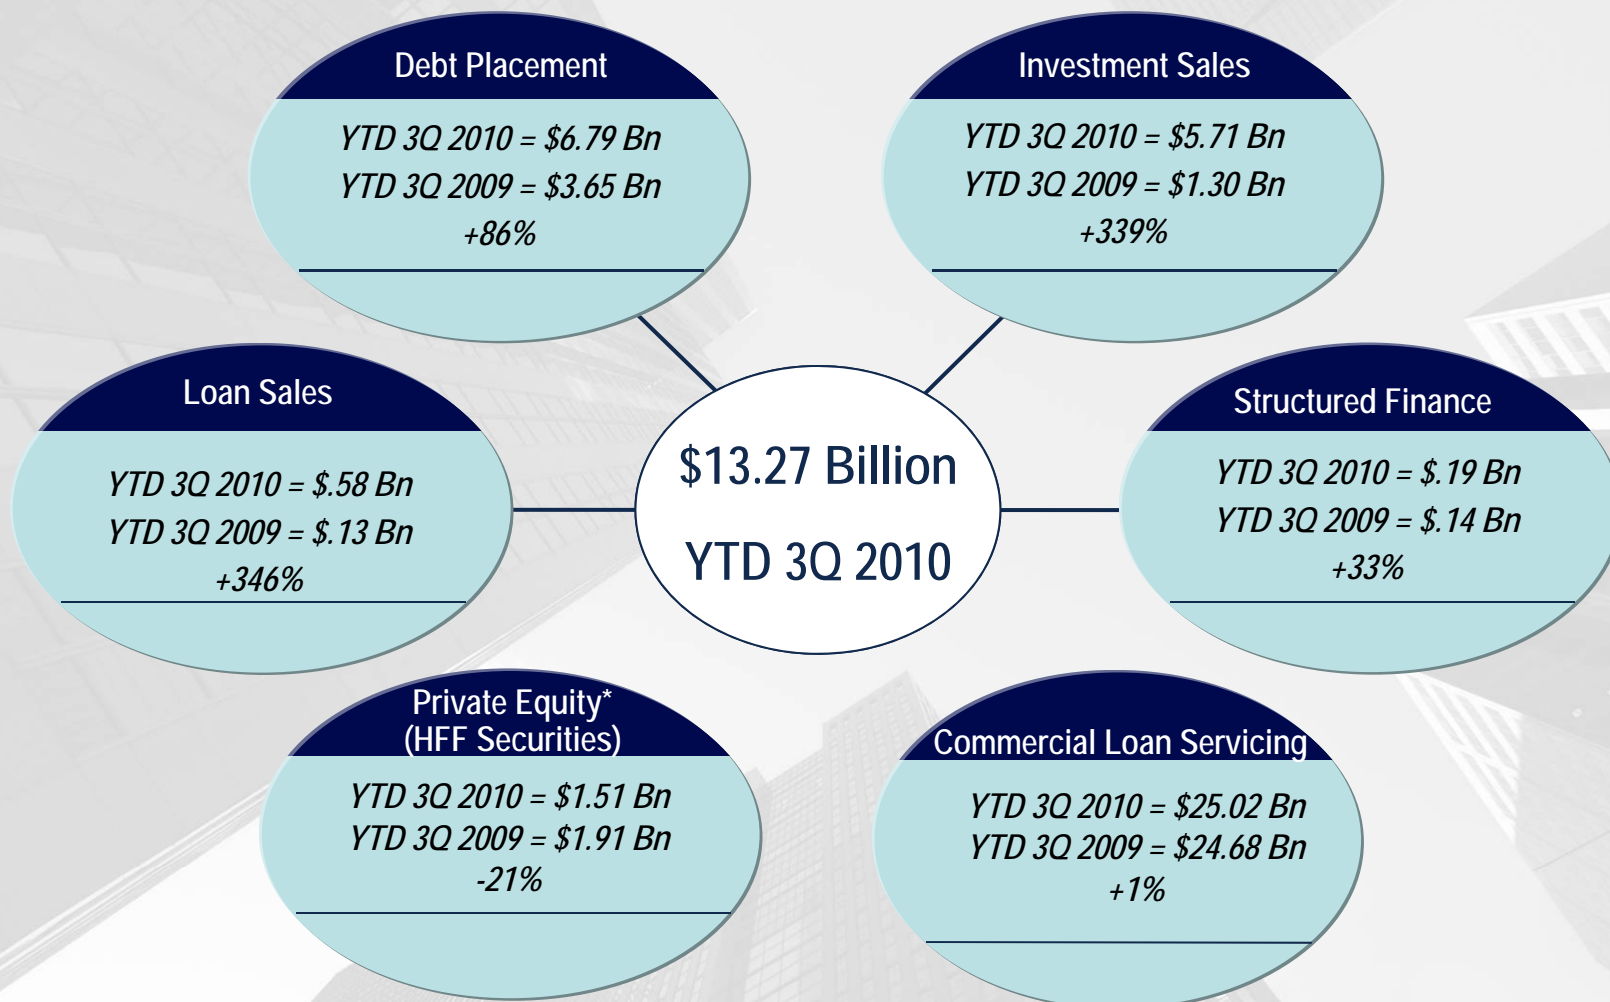 Debt Placement
YTD 3Q 2010 = $6.79 Bn
YTD 3Q 2009 = $3.65 Bn
+86%
Investment Sales
YTD 3Q 2010 = $5.71 Bn
YTD 3Q 2009 = $1.30 Bn
+339%
Loan Sales
YTD 3Q 2010 = $.58 Bn
YTD 3Q 2009 = $.13 Bn
+346%
$13.27 Billion
YTD 3Q 2010
Structured Finance
YTD 3Q 2010 = $.19 Bn
YTD 3Q 2009 = $.14 Bn
+33%
Private Equity*
(HFF Securities)
YTD 3Q 2010 = $1.51 Bn
YTD 3Q 2009 = $1.91 Bn
-21%
Commercial Loan Servicing
YTD 3Q 2010 = $25.02 Bn
YTD 3Q 2009 = $24.68 Bn
+1%